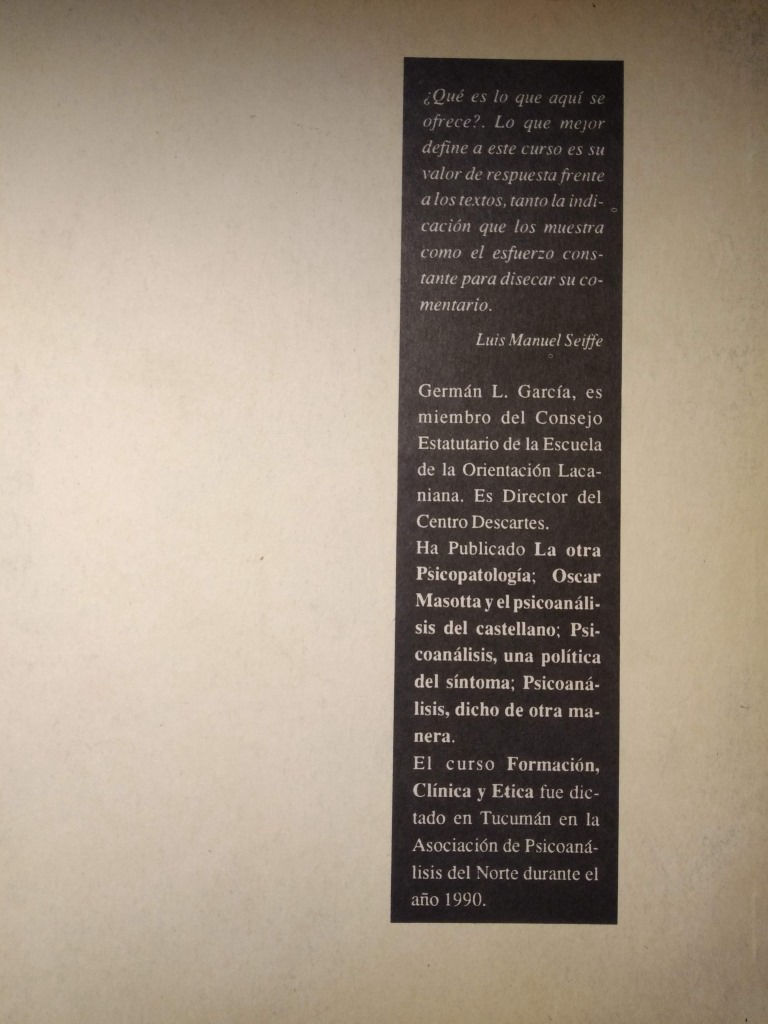 ¿Qué es lo que aquí se
ofrece?. Lo que mejor
define a este curso es su
valor de respuesta frente
a los textos, tanto la indi-
cación que los muestra
como el esfuerzo cons-
tante para disecar su co-
mentario.
Luis Manuel Seiffe
Germán L. García, es
miembro del Consejo
Estatutario de la Escuela
de la Orientación Laca-
niana. Es Director del
Centro Descartes.
Ha Publicado La otra
Psicopatología; Oscar
Masotta y el psicoanáli-
sis del castellano; Psi-
coanálisis, una política
del síntoma; Psicoaná-
lisis, dicho de otra ma-
nera.
El curso Formación,
Clínica y Etica fue dic-
tado en Tucumán en la
Asociación de Psicoaná-
lisis del Norte durante el
año 1990.